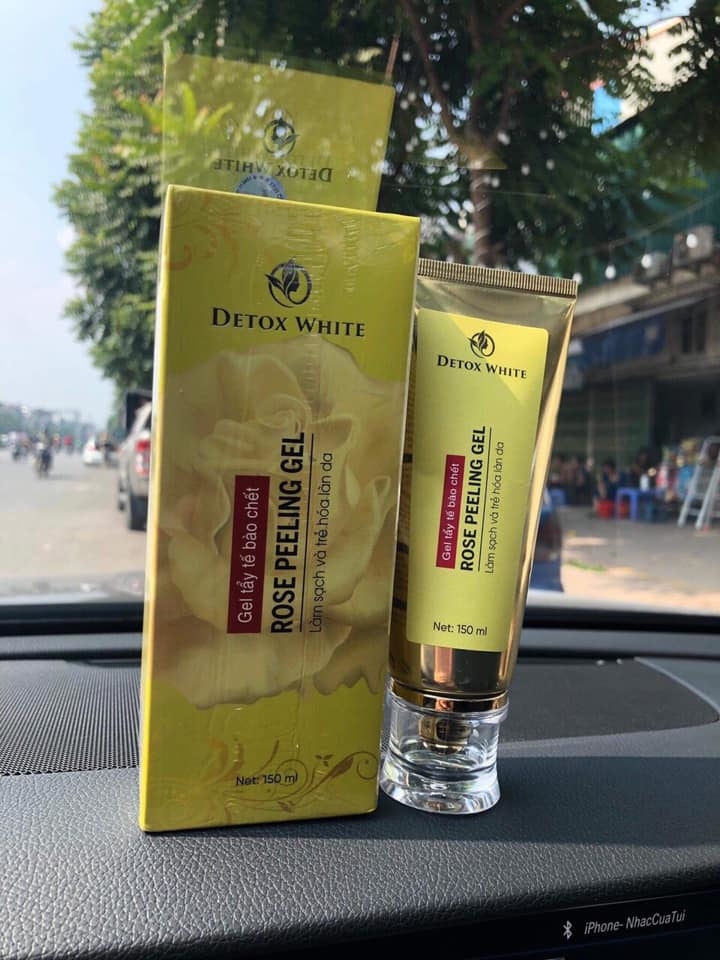 DETOX WHITE
Gel tẩy tế bào chết
ROSE PEELING GEL
Làm sạch và trẻ hóa làn da
Net: 150 ml
DETOX WHITE
Gel tẩy tế bào chết
ROSE PEELING GEL
Làm sạch và trẻ hóa làn da
Net: 150 ml
DETOX WHITE
iPhone- NhacCuaTui